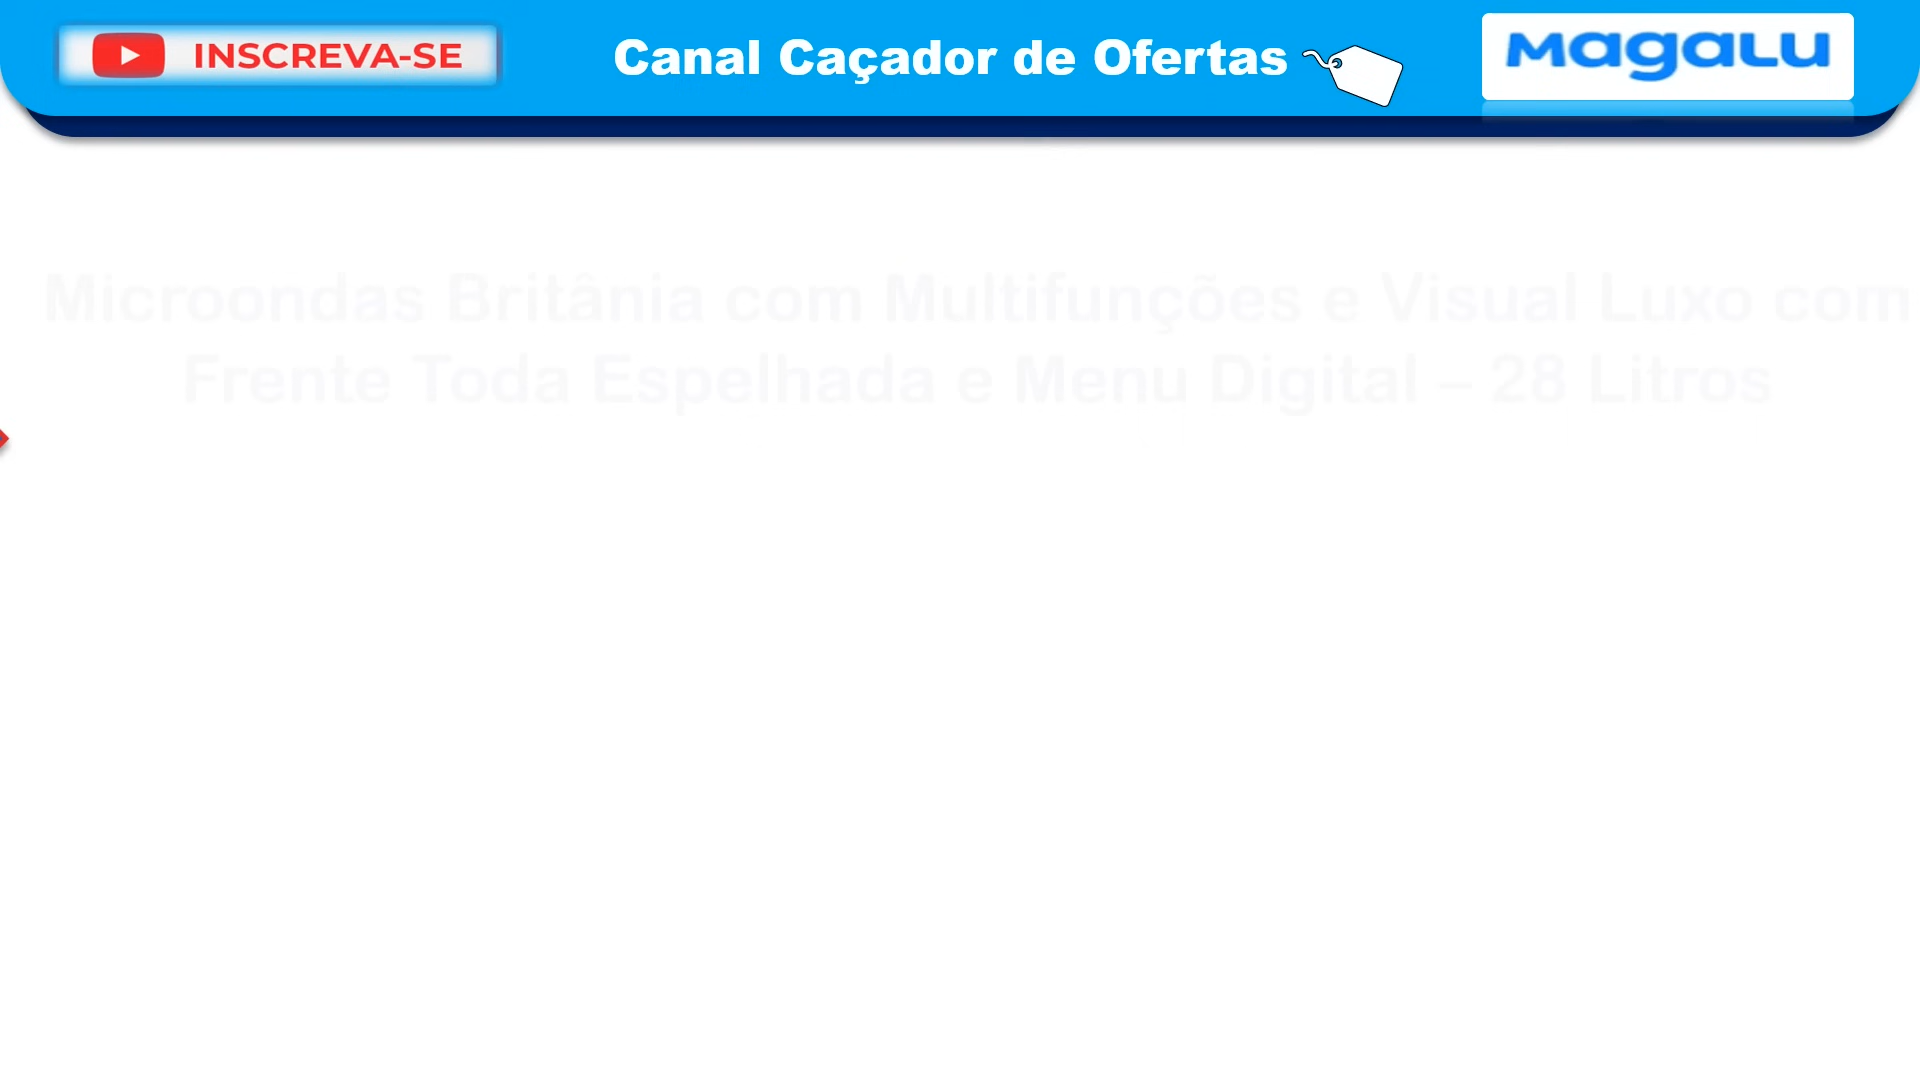 INSCREVA-SE
Canal Caçador de Ofertas
MagaLu
Microondas Britânia com Multifunções e Visual Luxo com
Frente Toda Espelhada e Menu Digital – 28 Litros